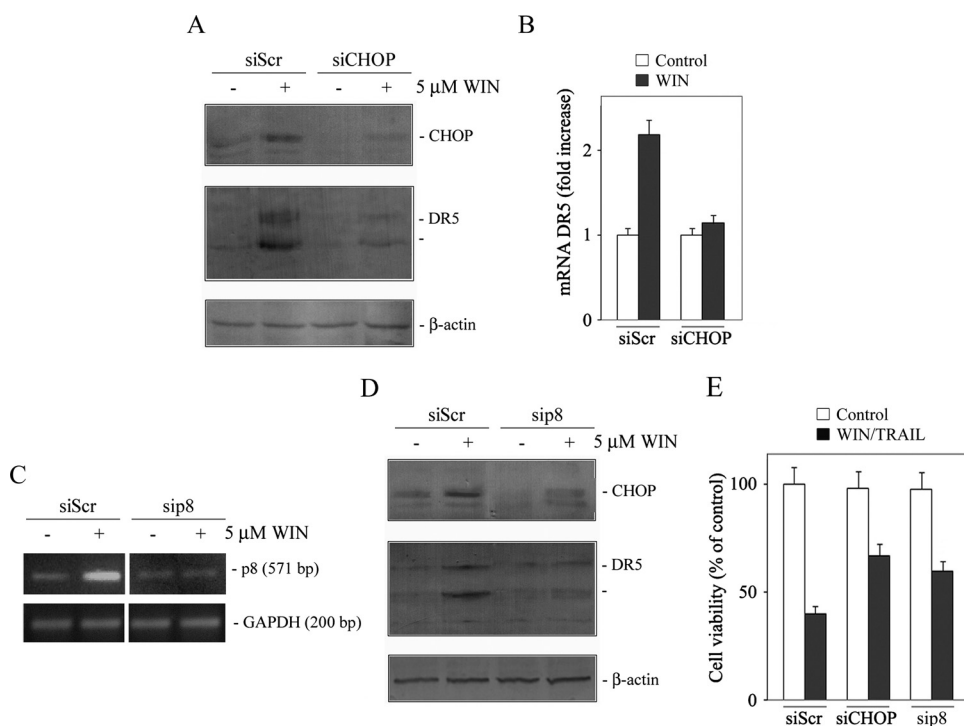 A
siScr siCHOP
- + - + 5 μM WIN
- CHOP
- DR5
-
- β-actin
B
Control
WIN
mRNA DR5 (fold increase)
2
1
0
siScr siCHOP
C
siScr sip8
- + - + 5 μM WIN
- p8 (571 bp)
- GAPDH (200 bp)
D
siScr sip8
- + - + 5 μM WIN
- CHOP
- DR5
-
- β-actin
E
Control
WIN/TRAIL
Cell viability (% of control)
100
50
0
siScr siCHOP sip8